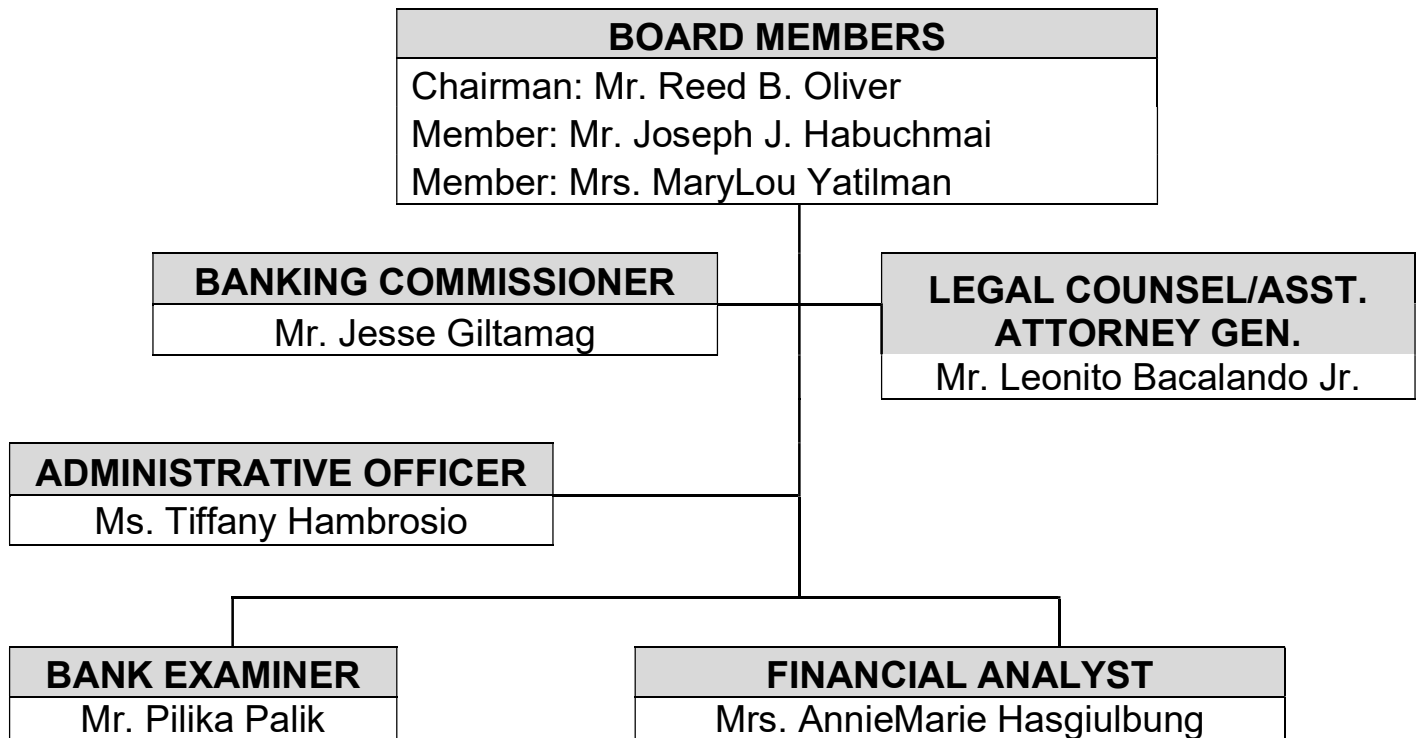 BOARD MEMBERS
Chairman: Mr. Reed B. Oliver
Member: Mr. Joseph J. Habuchmai
Member: Mrs. MaryLou Yatilman
BANKING COMMISSIONER
Mr. Jesse Giltamag
LEGAL COUNSEL/ASST.
ATTORNEY GEN.
Mr. Leonito Bacalando Jr.
ADMINISTRATIVE OFFICER
Ms. Tiffany Hambrosio
BANK EXAMINER
Mr. Pilika Palik
FINANCIAL ANALYST
Mrs. AnnieMarie Hasgiulbung